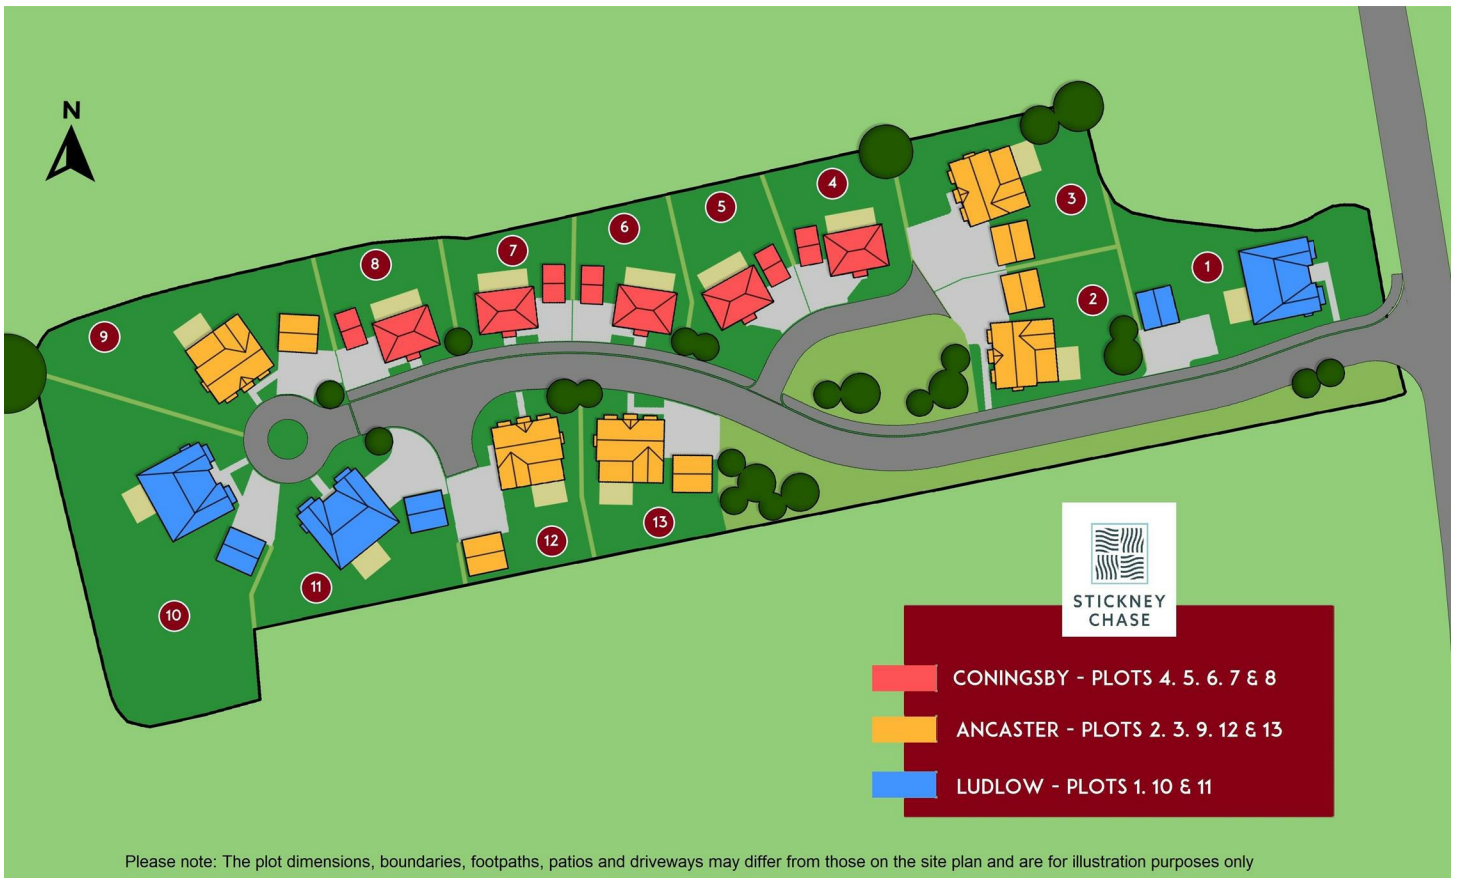 N
3
4
5
6
7
8
1
2
9
13
12
11
10
STICKNEY
CHASE
CONINGSBY - PLOTS 4. 5. 6. 7 & 8
ANCASTER - PLOTS 2. 3. 9. 12 & 13
LUDLOW - PLOTS 1. 10 & 11
Please note: The plot dimensions, boundaries, footpaths, patios and driveways may differ from those on the site plan and are for illustration purposes only